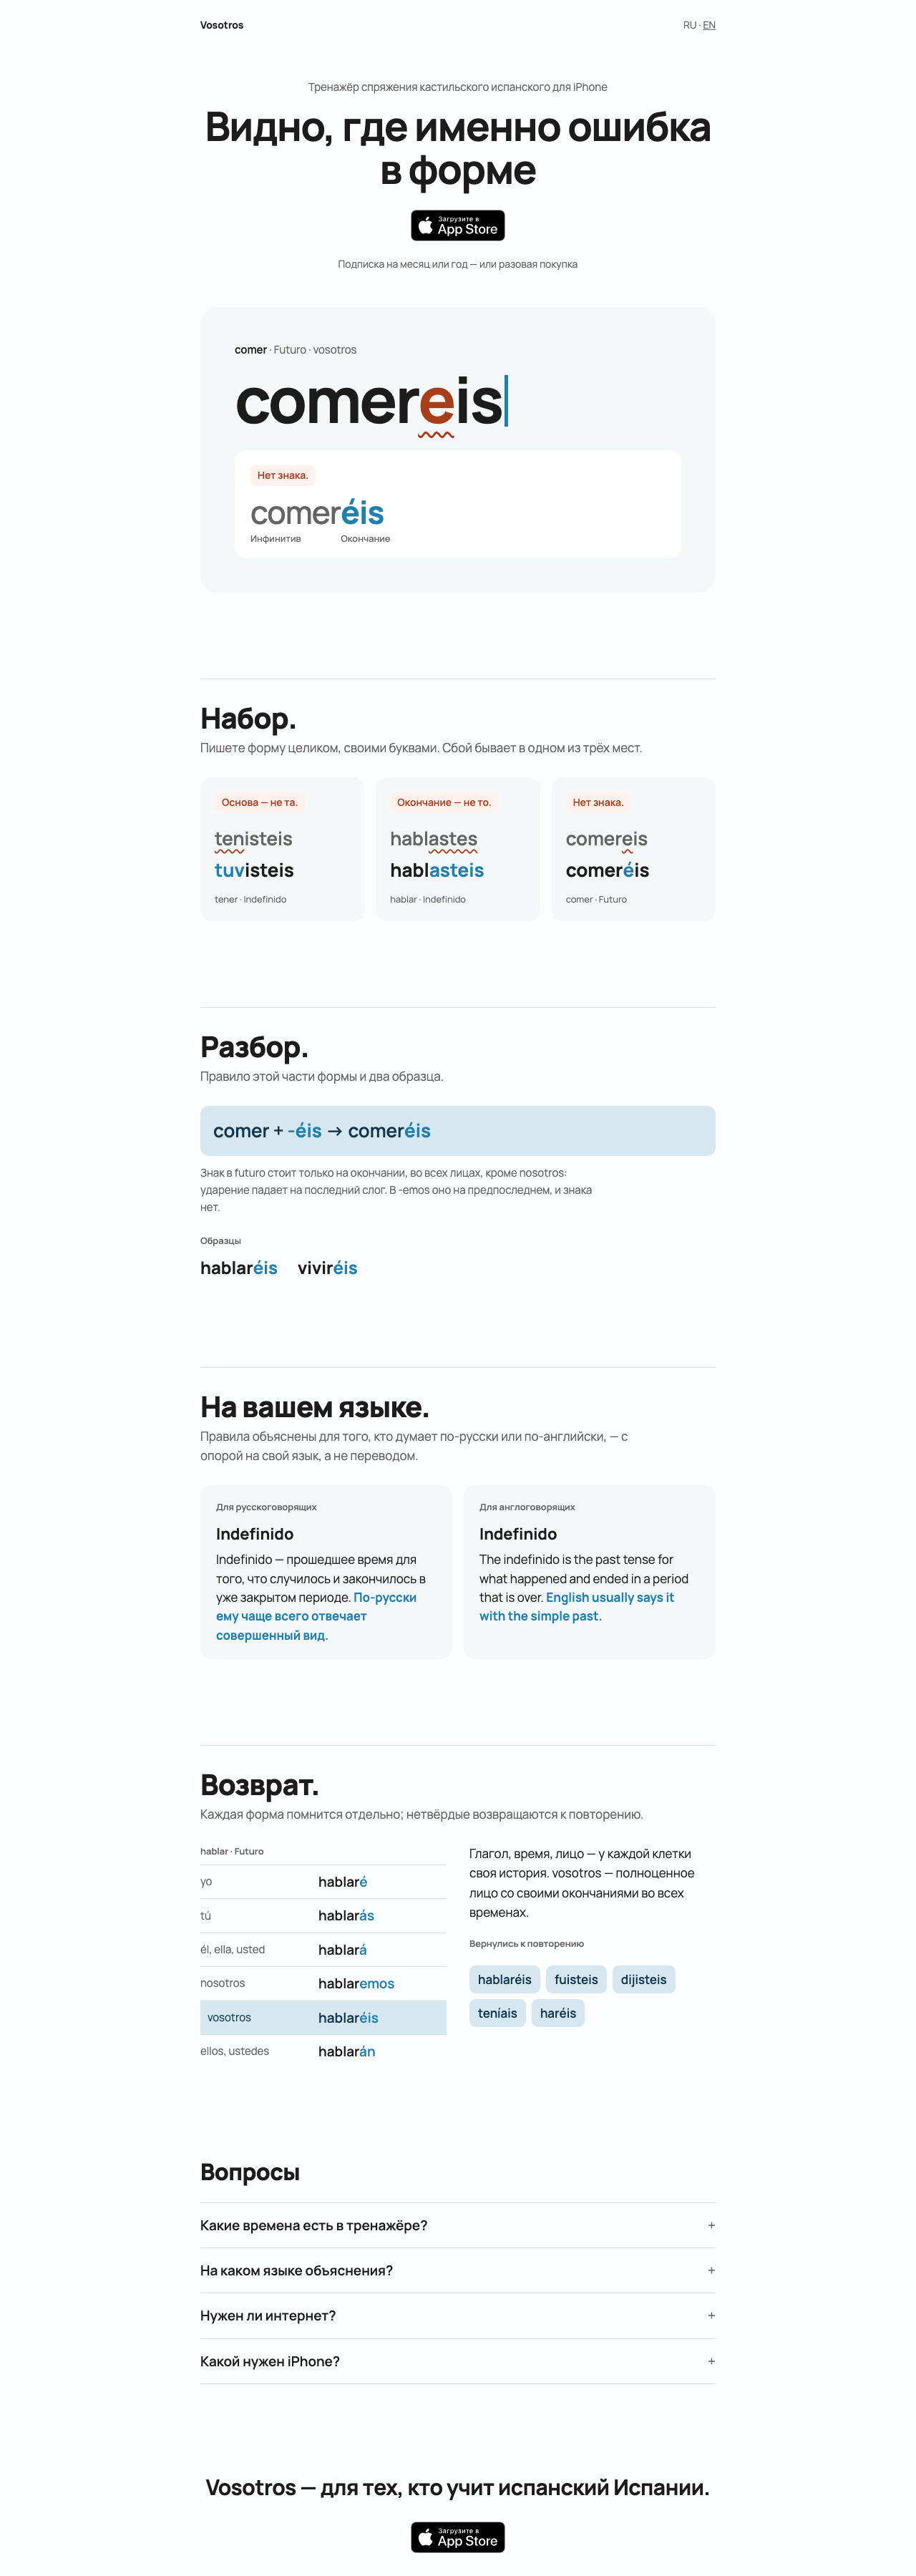 Vosotros
RU · EN
Тренажёр спряжения кастильского испанского для iPhone
Видно, где именно ошибка
в форме
Загрузите в
App Store
Подписка на месяц или год — или разовая покупка
comer · Futuro · vosotros
comereis
Нет знака.
comeréis
Инфинитив Окончание
Набор.
Пишете форму целиком, своими буквами. Сбой бывает в одном из трёх мест.
Основа — не та.
tenisteis
tuvisteis
tener · Indefinido
Окончание — не то.
hablastes
hablasteis
hablar · Indefinido
Нет знака.
comereis
comeréis
comer · Futuro
Разбор.
Правило этой части формы и два образца.
comer + -éis → comeréis
Знак в futuro стоит только на окончании, во всех лицах, кроме nosotros:
ударение падает на последний слог. В -emos оно на предпоследнем, и знака
нет.
Образцы
hablaréis viviréis
На вашем языке.
Правила объяснены для того, кто думает по-русски или по-английски, — с
опорой на свой язык, а не переводом.
Для русскоговорящих
Indefinido
Indefinido — прошедшее время для
того, что случилось и закончилось в
уже закрытом периоде. По-русски
ему чаще всего отвечает
совершенный вид.
Для англоговорящих
Indefinido
The indefinido is the past tense for
what happened and ended in a period
that is over. English usually says it
with the simple past.
Возврат.
Каждая форма помнится отдельно; нетвёрдые возвращаются к повторению.
hablar · Futuro
yo hablaré
tú hablarás
él, ella, usted hablará
nosotros hablaremos
vosotros hablaréis
ellos, ustedes hablarán
Глагол, время, лицо — у каждой клетки
своя история. vosotros — полноценное
лицо со своими окончаниями во всех
временах.
Вернулись к повторению
hablaréis fuisteis dijisteis
teníais haréis
Вопросы
Какие времена есть в тренажёре? +
На каком языке объяснения? +
Нужен ли интернет? +
Какой нужен iPhone? +
Vosotros — для тех, кто учит испанский Испании.
Загрузите в
App Store